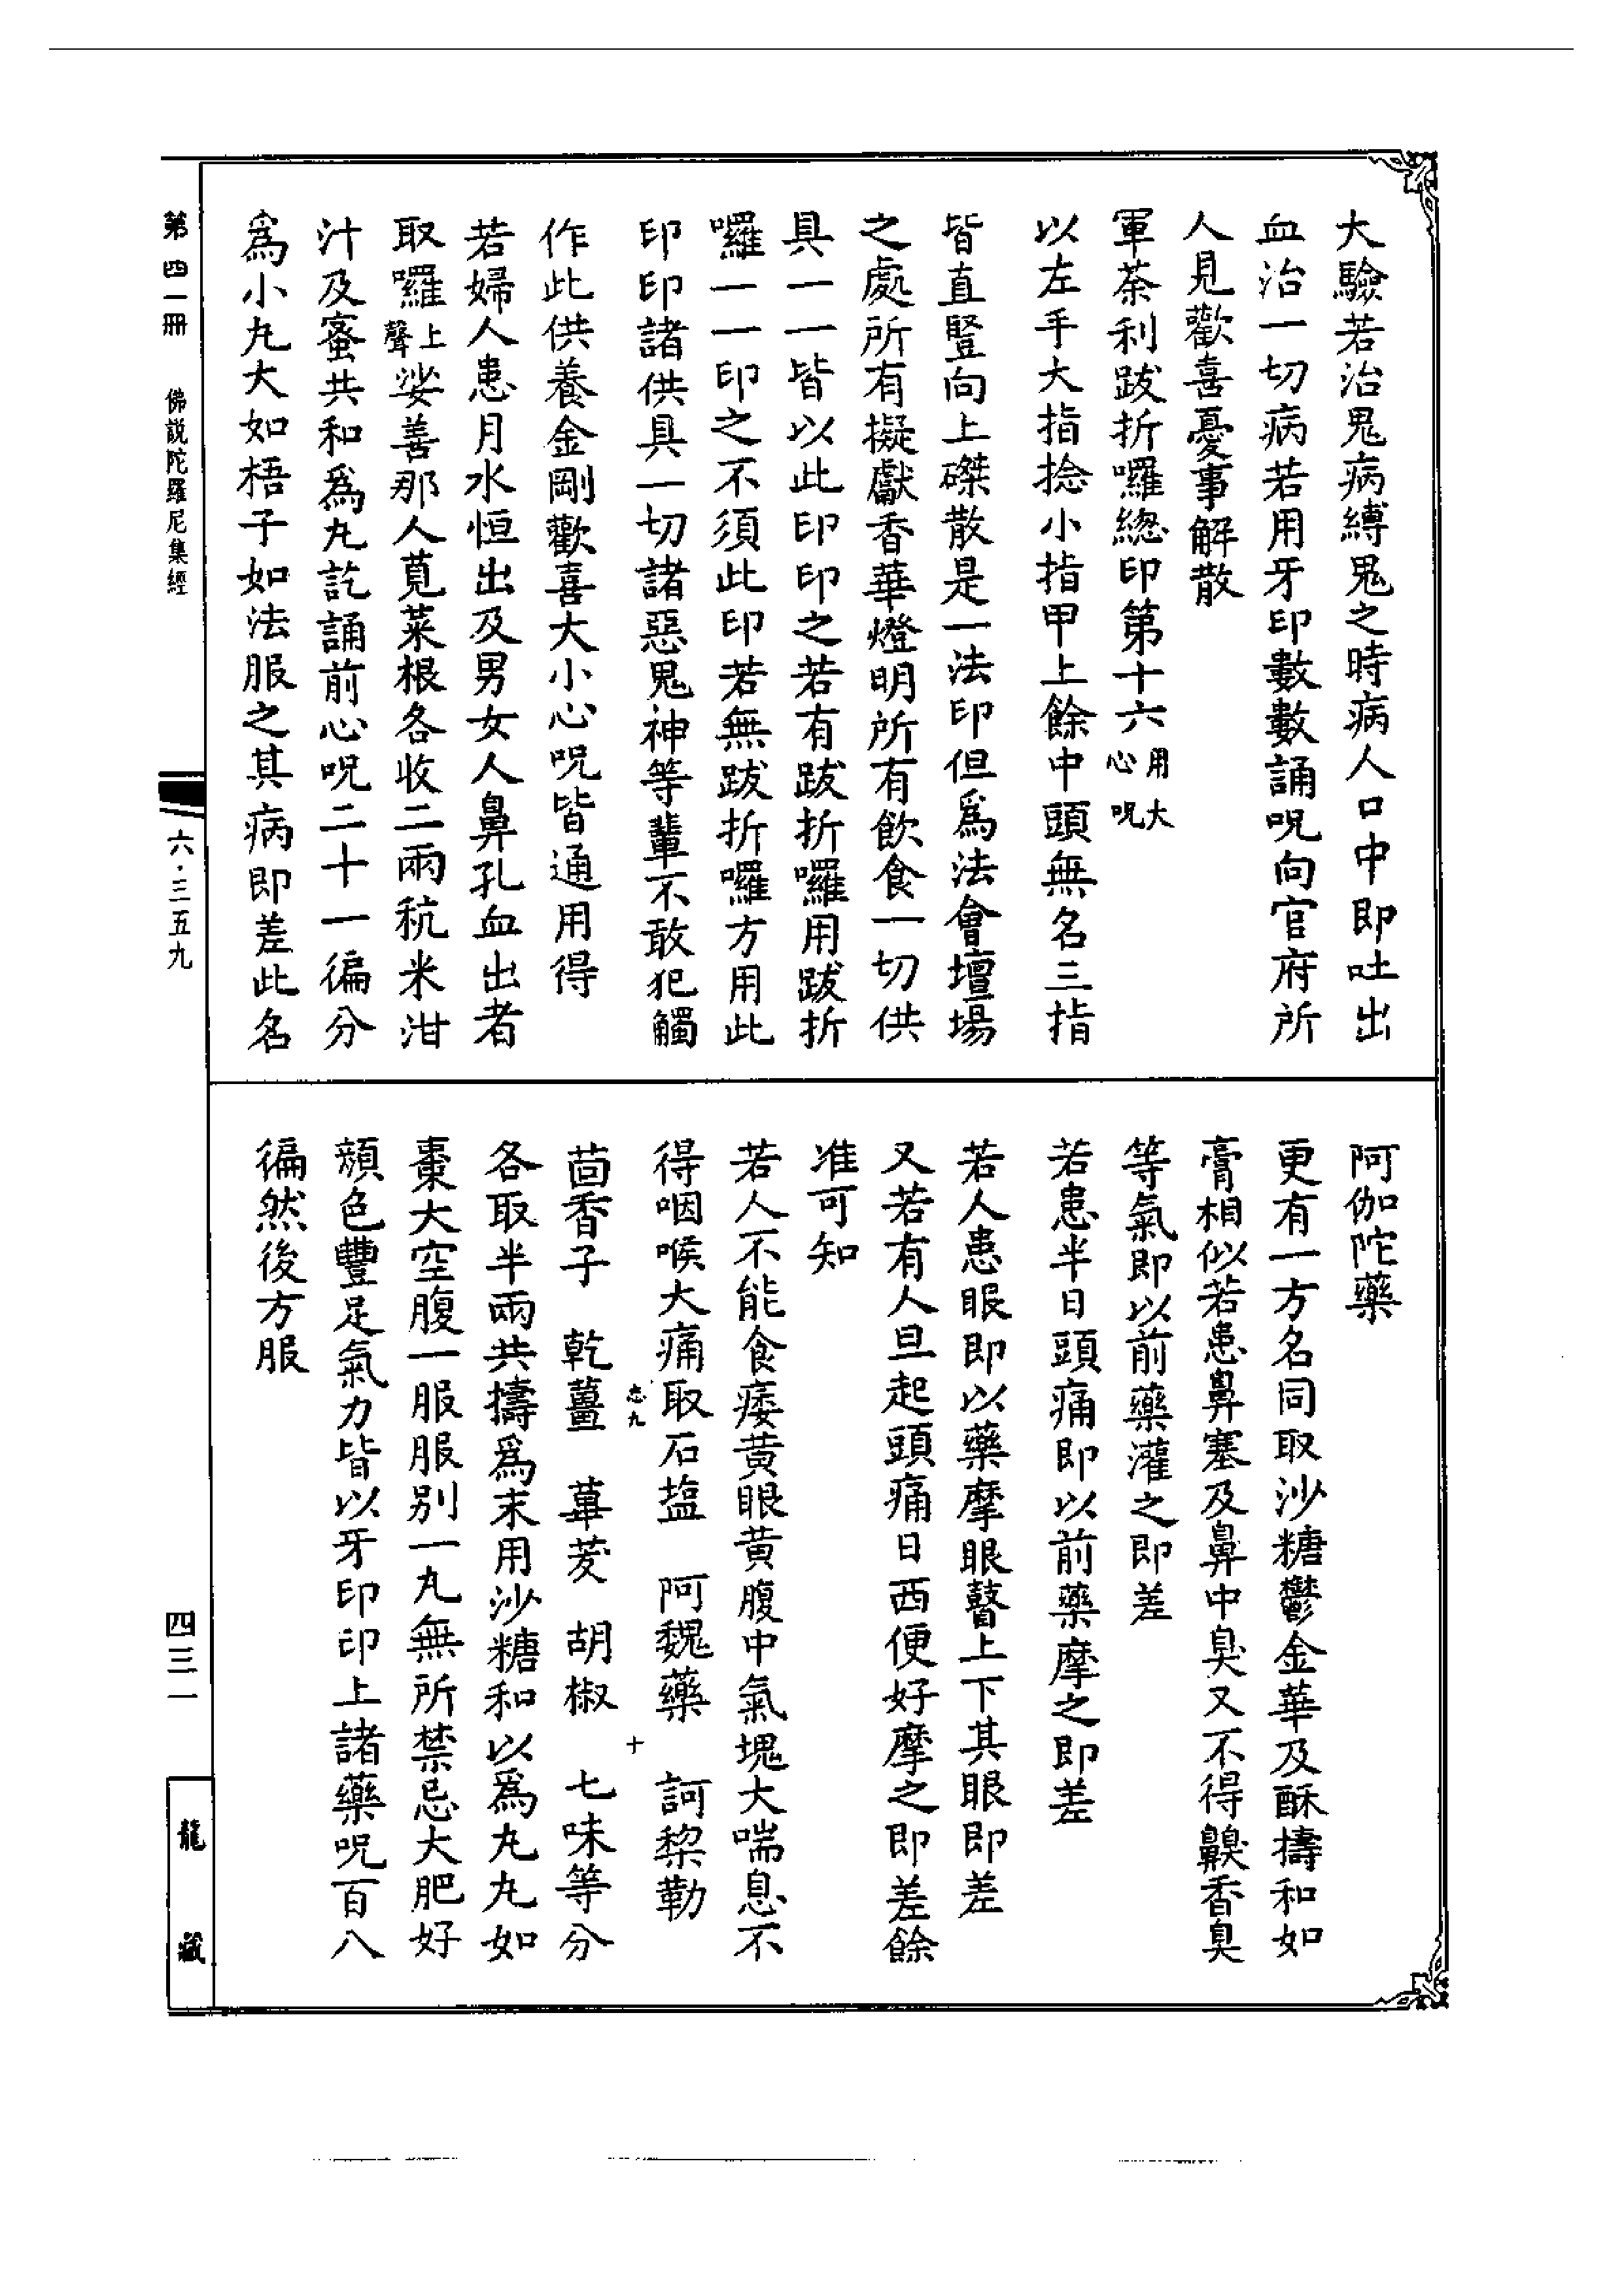 大驗若治鬼病縛鬼之時病人口中即吐出
血治一切病若用牙印數數誦呪向官府所
人見歡喜憂事解散
軍荼利跋折囉總印第十六用大心呪
以左手大指捻小指甲上餘中頭無名三指
皆直豎向上磔散是一法印但爲法會壇場
之處所有擬獻香華燈明所有飲食一切供
具一一皆以此印印之若有跋折囉用跋折
囉一一印之不須此印若無跋折囉方用此
印印諸供具一切諸惡鬼神等輩不敢犯觸
作此供養金剛歡喜大小心呪皆通用得
若婦人患月水恒出及男女人鼻孔血出者
取囉上聲娑善那人莧菜根各收二兩秔米泔
汁及蜜共和爲丸訖誦前心呪二十一徧分
爲小丸大如梧子如法服之其病即差此名
阿伽陀藥
更有一方名同取沙糖鬱金華及酥擣和如
膏相似若患鼻塞及鼻中臭又不得齅香臭
等氣即以前藥灌之即差
若患半日頭痛即以前藥摩之即差
若人患眼即以藥摩眼瞖上下其眼即差
又若有人旦起頭痛日西便好摩之即差餘
准可知
若人不能食痿黄眼黄腹中氣塊大喘息不
得咽喉大痛取石塩　阿魏藥　訶棃勒
茴香子　乾薑　蓽茇　胡椒　七味等分
各取半兩共擣爲末用沙糖和以爲丸丸如
棗大空腹一服服别一丸無所禁忌大肥好
顔色豐足氣力皆以牙印印上諸藥呪百八
徧然後方服
忠九
十
第四一冊　佛説陀羅尼集經
六·三五九
四三一
龍藏